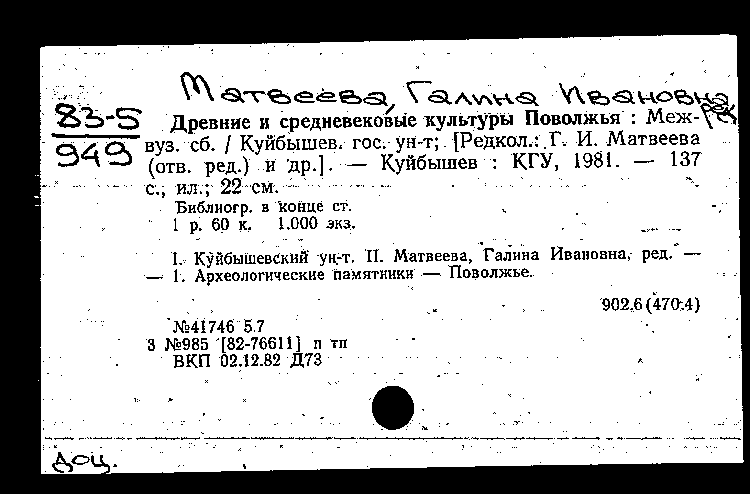 Матвеева, Галина Ивановна
83-5
949
Древние и средневековые культуры Поволжья : Меж-
вуз. сб. / Куйбышев. гос. ун-т; [Редкол.: Г. И. Матвеева
(отв. ред.) и др.]. — Куйбышев : КГУ, 1981. — 137
с., ил.; 22 см.
Библиогр. в конце ст.
1 р. 60 к. 1.000 экз.
I. Куйбышевский ун-т. II. Матвеева, Галина Ивановна, ред. —
— 1. Археологические памятники — Поволжье.
902.6(470.4)
№41746 5.7
3 №985 [82-76611] п тп
ВКП 02.12.82 Д73
доц.